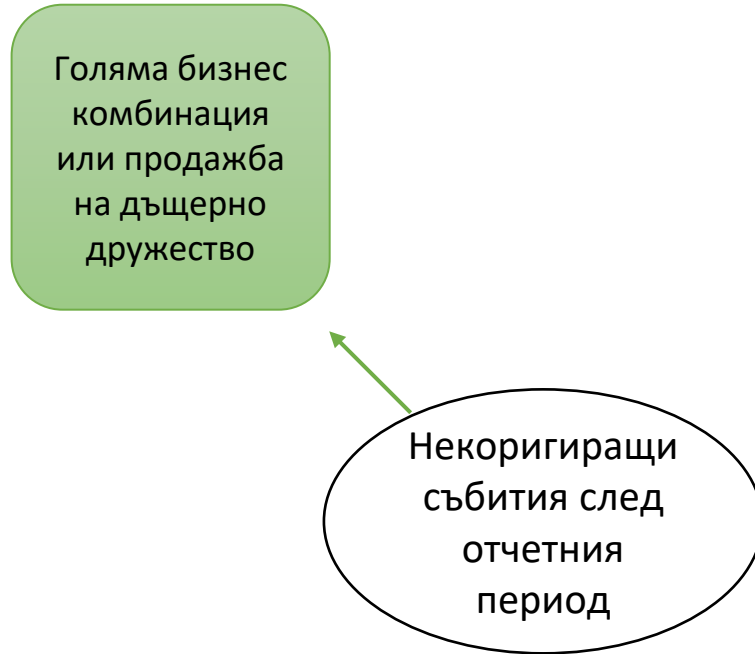 Голяма бизнес
комбинация
или продажба
на дъщерно
дружество
Некоригиращи
събития след
отчетния
период